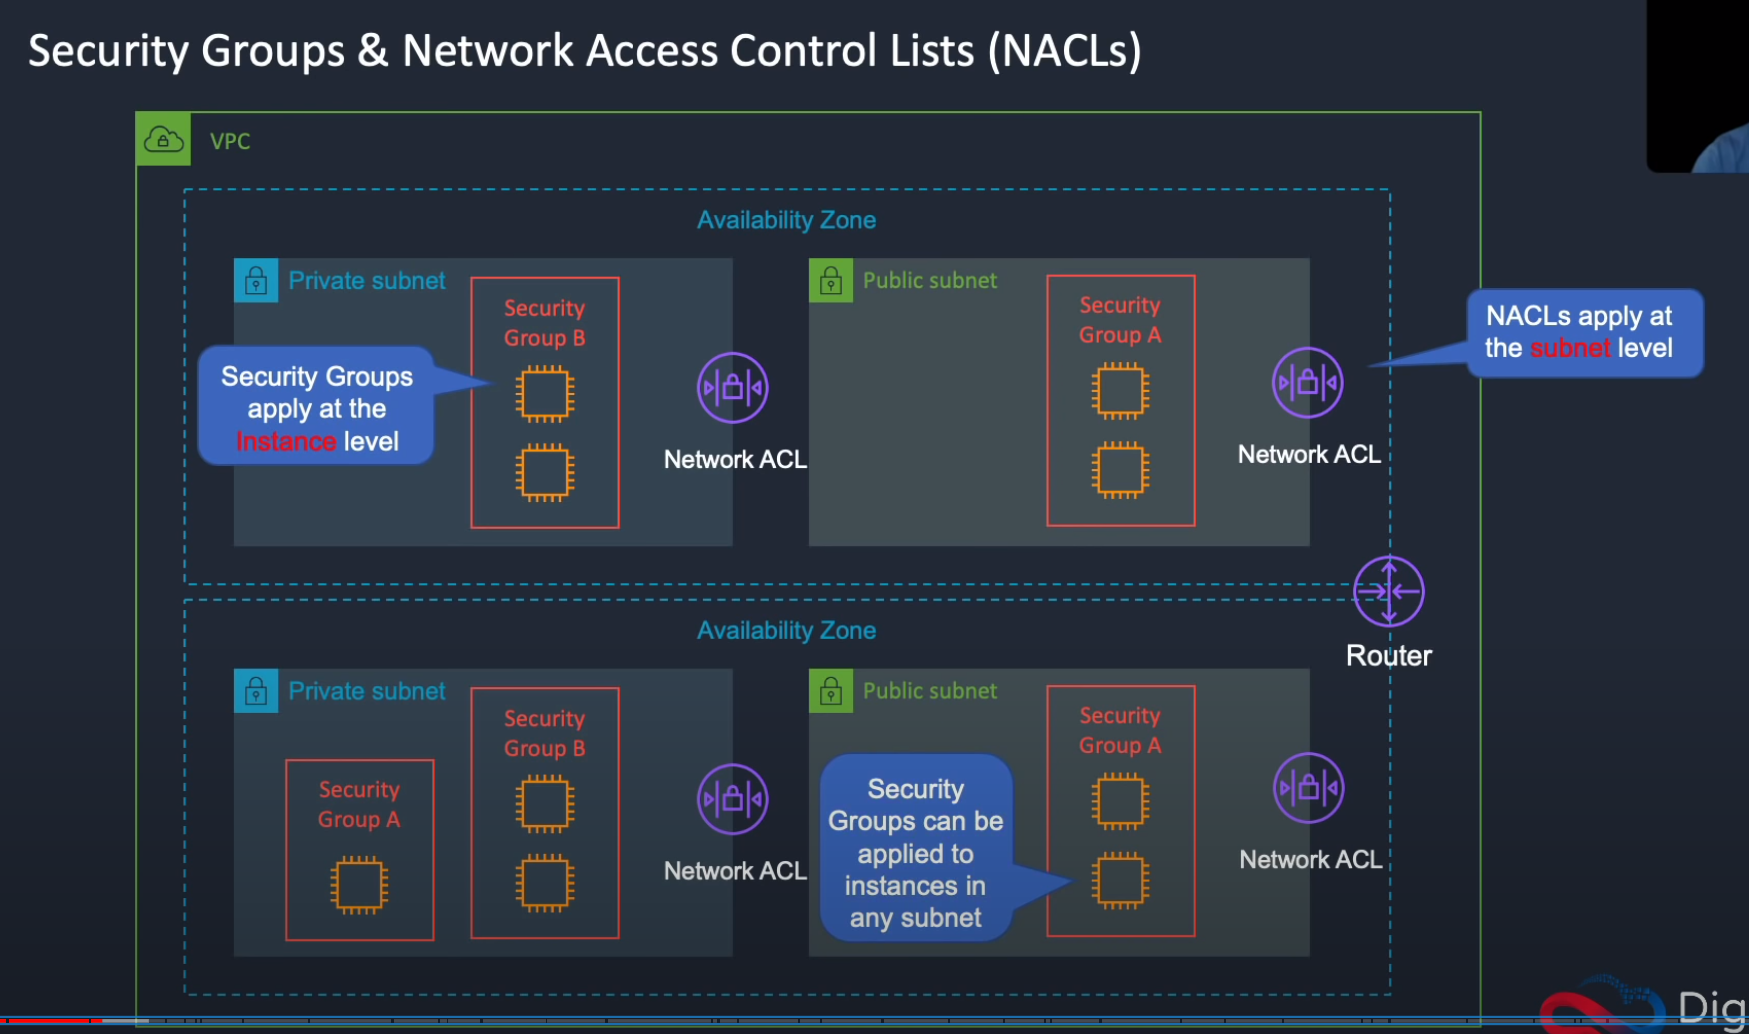 Security Groups & Network Access Control Lists (NACLs)
VPC
Availability Zone
Private subnet
Security
Group B
Security Groups
apply at the
Instance level
Network ACL
Public subnet
Security
Group A
Network ACL
NACLs apply at
the subnet level
Router
Availability Zone
Private subnet
Security
Group A
Security
Group B
Network ACL
Public subnet
Security
Group A
Security
Groups can be
applied to
instances in
any subnet
Network ACL
Dig